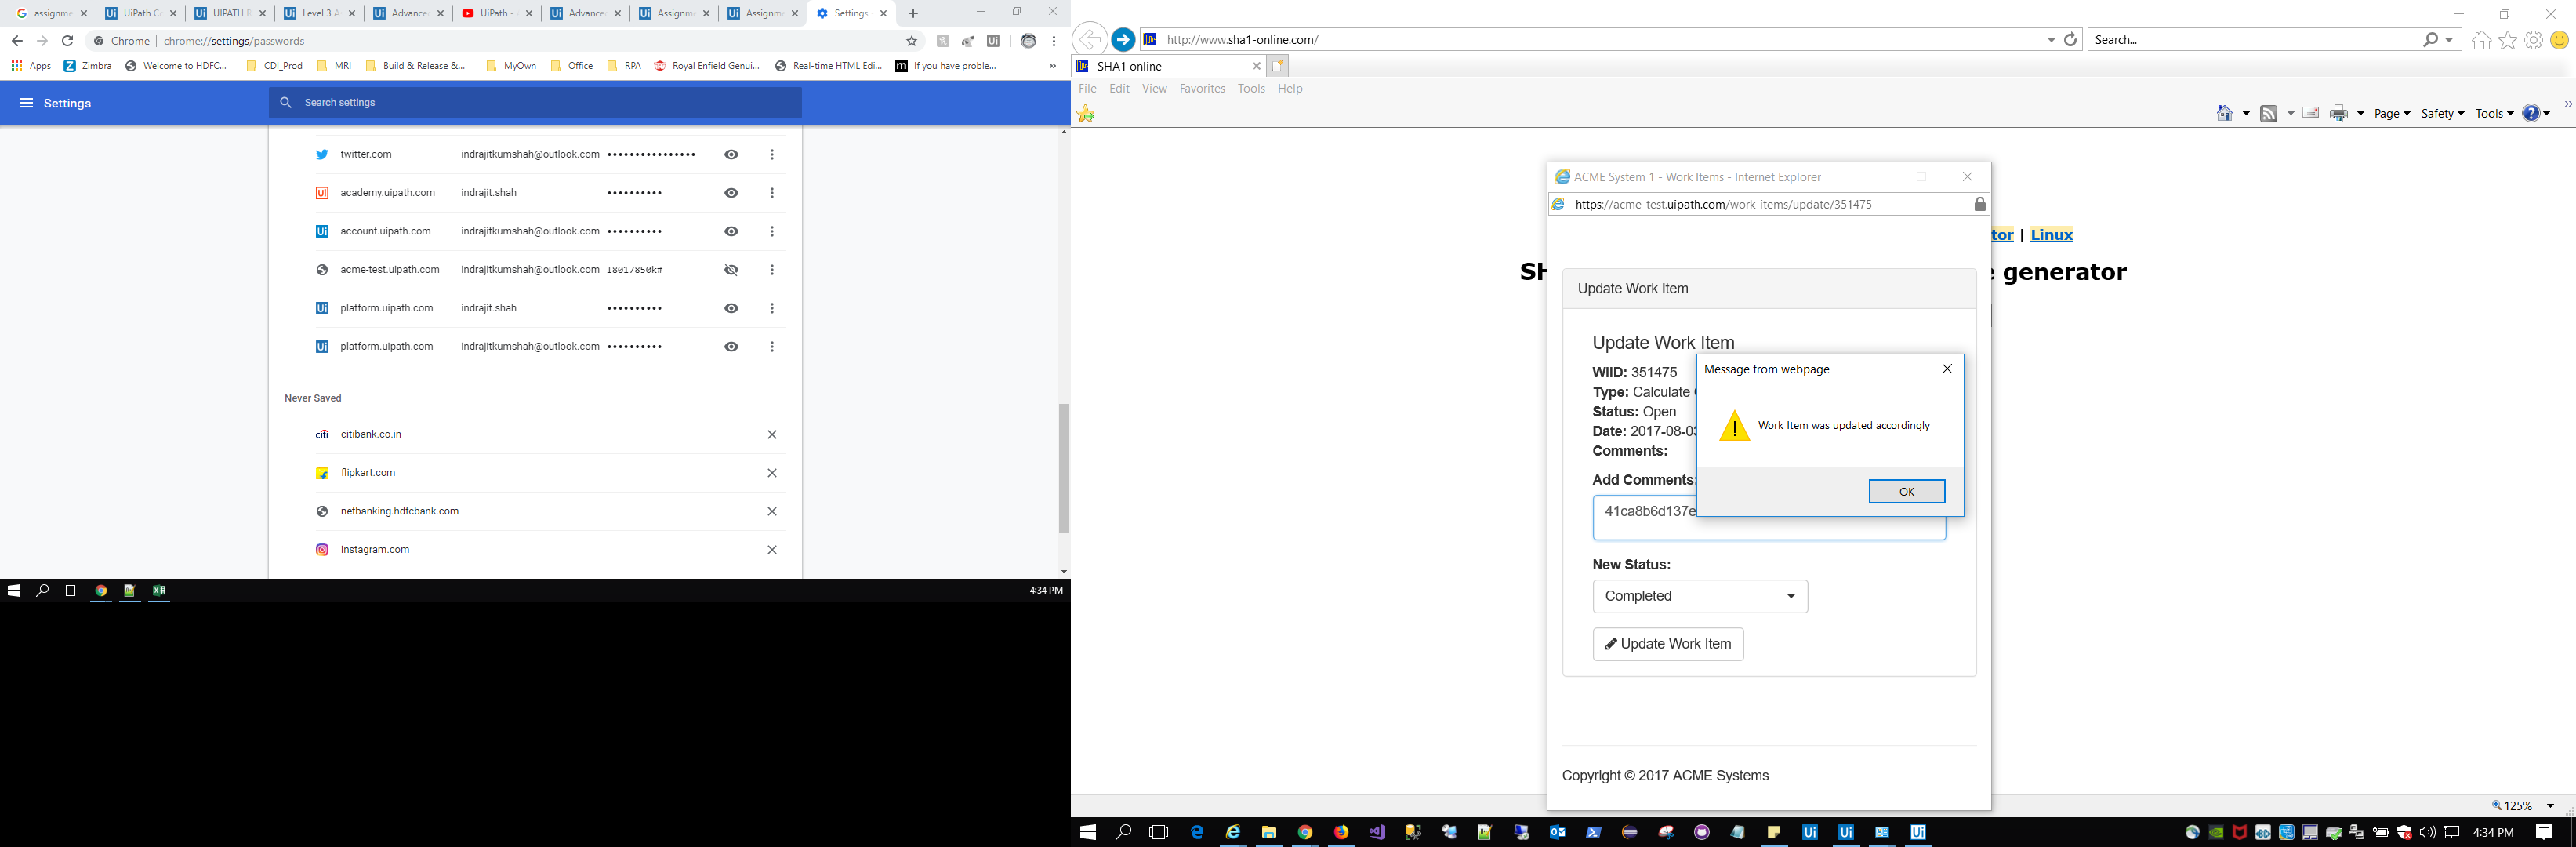 assignme
UiPath C
UIPATH R
Level 3 A
Advance
UiPath -
Advance
Assignm
Assignm
Settings
Chrome | chrome://settings/passwords
Apps Zimbra Welcome to HDFC... CDI_Prod MRI Build & Release &... MyOwn Office RPA Royal Enfield Genui... Real-time HTML Edi... If you have proble... »
Settings
Search settings
twitter.com indrajitkumshah@outlook.com ••••••••••••••••
academy.uipath.com indrajit.shah ••••••••••
account.uipath.com indrajitkumshah@outlook.com ••••••••••
acme-test.uipath.com indrajitkumshah@outlook.com I8017850k#
platform.uipath.com indrajit.shah ••••••••••
platform.uipath.com indrajitkumshah@outlook.com ••••••••••
Never Saved
citi citibank.co.in
flipkart.com
netbanking.hdfcbank.com
instagram.com
4:34 PM
http://www.sha1-online.com/
Search...
SHA1 online
File Edit View Favorites Tools Help
Page Safety Tools »
tor | Linux
SH e generator
ACME System 1 - Work Items - Internet Explorer
https://acme-test.uipath.com/work-items/update/351475
Update Work Item
Update Work Item
WIID: 351475
Type: Calculate
Status: Open
Date: 2017-08-03
Comments:
Add Comments:
41ca8b6d137e
Message from webpage
Work Item was updated accordingly
OK
New Status:
Completed
Update Work Item
Copyright © 2017 ACME Systems
125%
4:34 PM